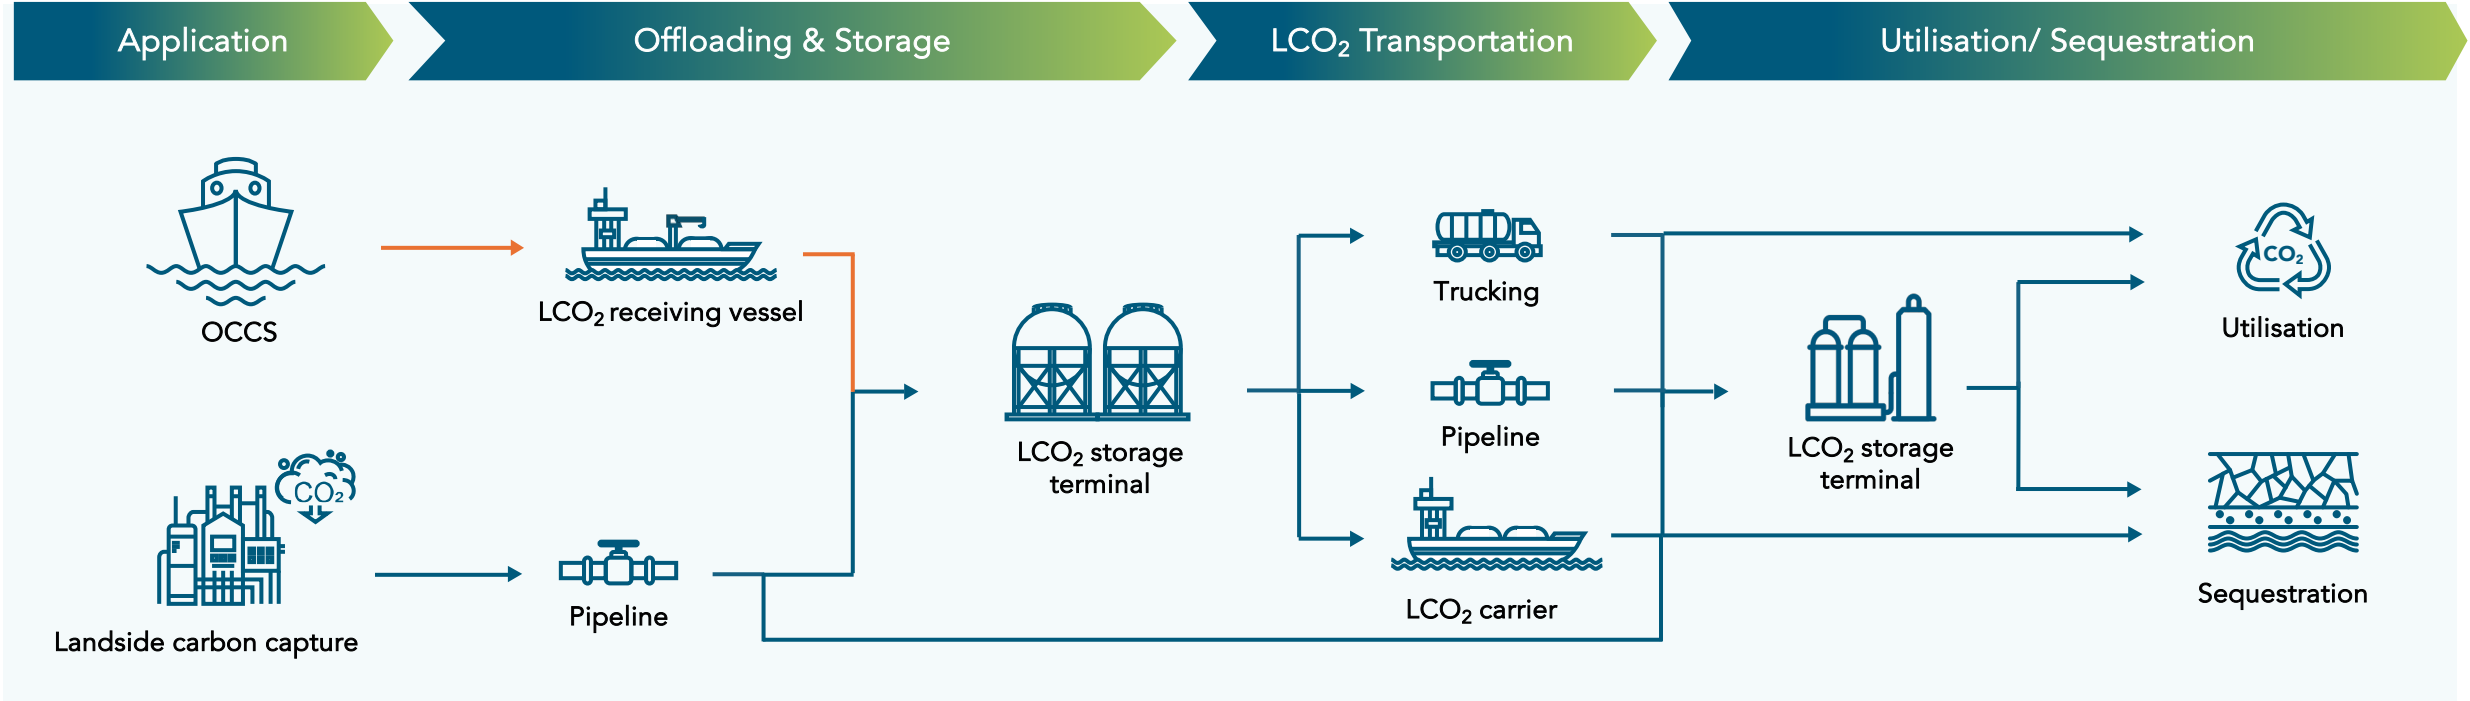 Application
Offloading & Storage
LCO₂ Transportation
Utilisation/ Sequestration
OCCS
LCO₂ receiving vessel
Trucking
CO₂
Utilisation
LCO₂ storage
terminal
Pipeline
LCO₂ storage
terminal
CO₂
Landside carbon capture
Pipeline
LCO₂ carrier
Sequestration